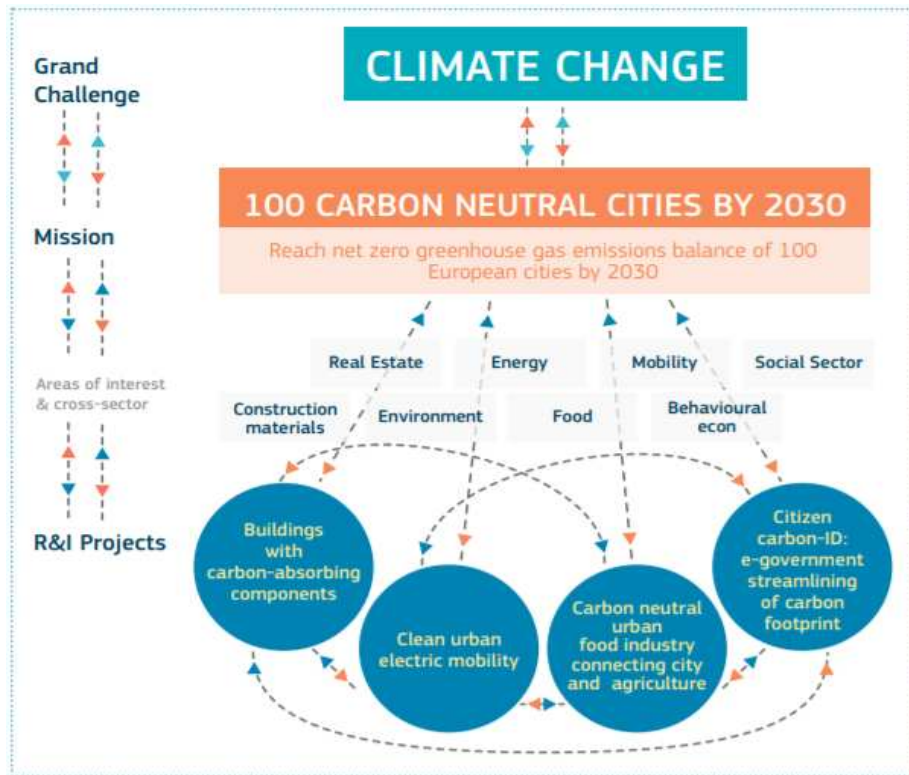 Grand
Challenge
CLIMATE CHANGE
Mission
100 CARBON NEUTRAL CITIES BY 2030
Reach net zero greenhouse gas emissions balance of 100
European cities by 2030
Areas of interest
& cross-sector
Real Estate
Energy
Mobility
Social Sector
Construction
materials
Environment
Food
Behavioural
econ
R&I Projects
Buildings
with
carbon-absorbing
components
Clean urban
electric mobility
Carbon neutral
urban
food industry
connecting city
and agriculture
Citizen
carbon-ID:
e-government
streamlining
of carbon
footprint